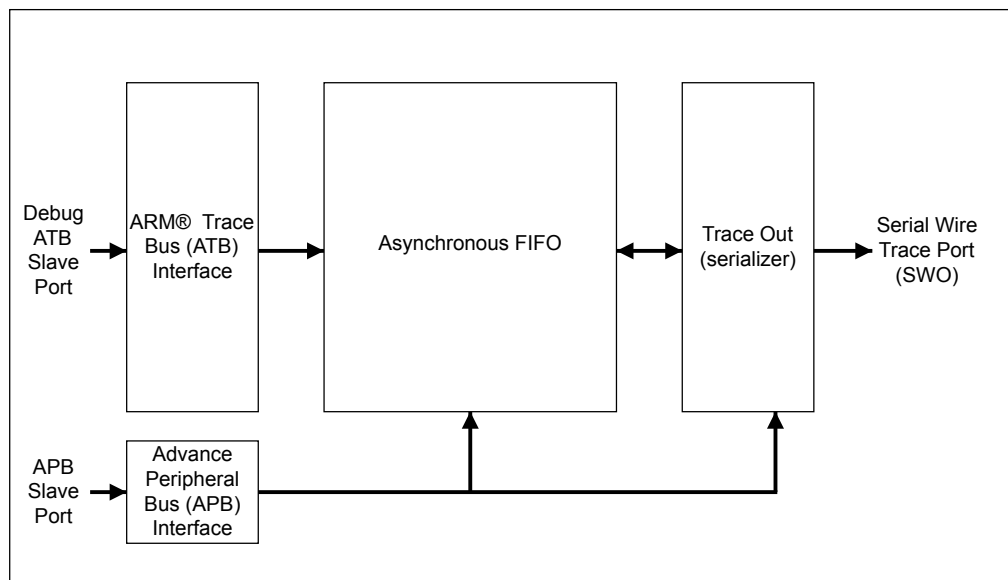 Debug
ATB
Slave
Port
ARM® Trace
Bus (ATB)
Interface
Asynchronous FIFO
Trace Out
(serializer)
Serial Wire
Trace Port
(SWO)
APB
Slave
Port
Advance
Peripheral
Bus (APB)
Interface